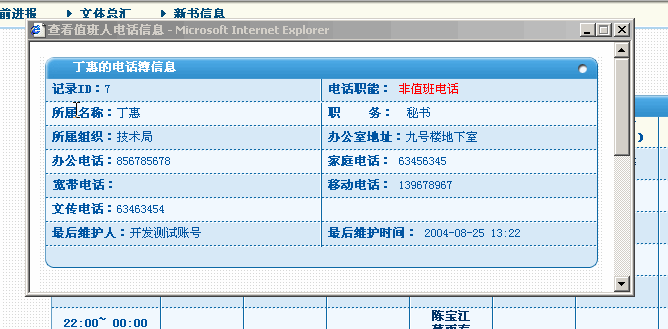 前进报 文体总汇 新书信息
查看值班人电话信息 - Microsoft Internet Explorer
丁惠的电话簿信息
记录ID：7 电话职能： 非值班电话
所属名称：丁惠 职 务： 秘书
所属组织：技术局 办公室地址：九号楼地下室
办公电话：856785678 家庭电话： 63456345
宽带电话： 移动电话： 139678967
文传电话：63463454
最后维护人：开发测试账号 最后维护时间： 2004-08-25 13:22
22:00~ 00:00 陈宝江